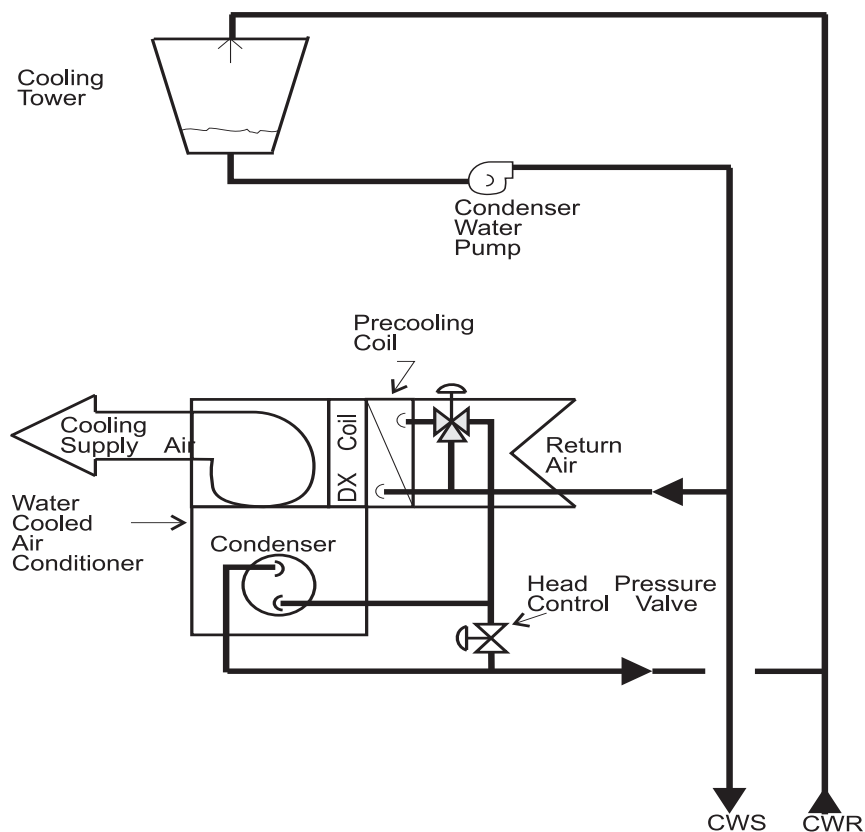 Cooling
Tower
Condenser
Water
Pump
Precooling
Coil
Cooling
Supply Air
DX Coil
Return
Air
Water
Cooled
Air
Conditioner
Condenser
Head Pressure
Control Valve
CWS
CWR